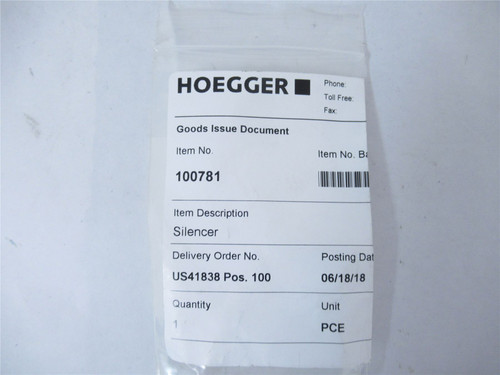 HOEGGER
Phone:
Toll Free:
Fax:
Goods Issue Document
Item No.
Item No. Ba
100781
Item Description
Silencer
Delivery Order No.
Posting Dat
US41838 Pos. 100
06/18/18
Quantity
Unit
1
PCE